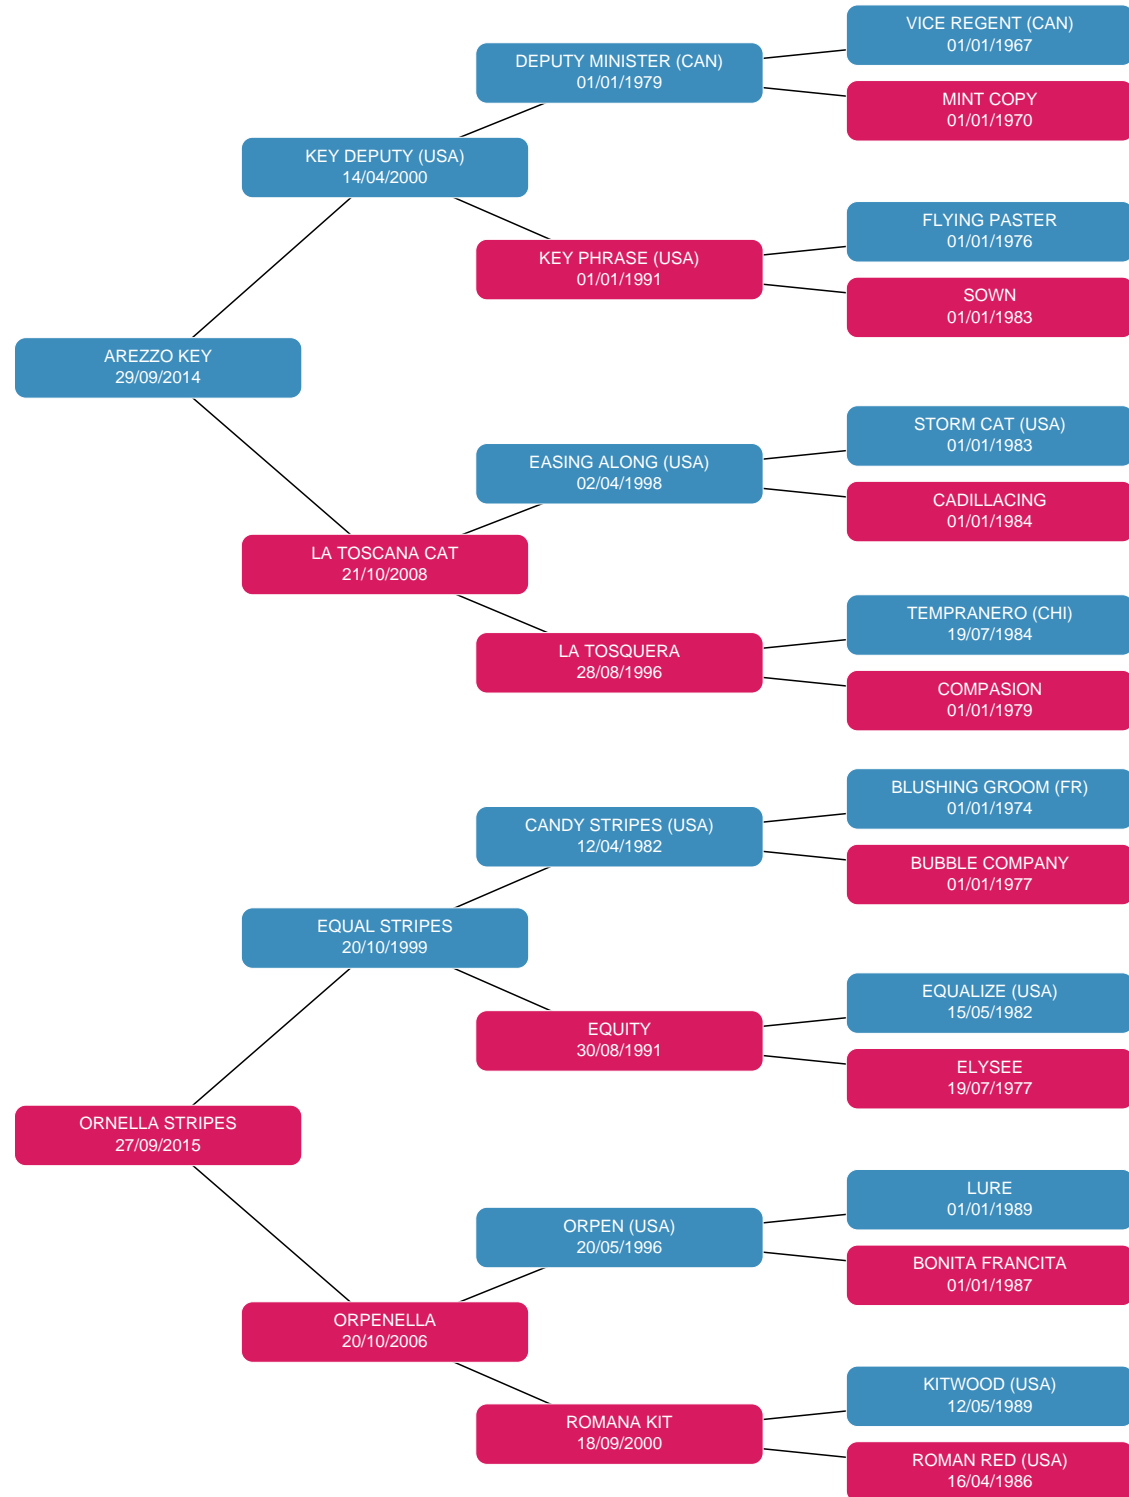 VICE REGENT (CAN)
01/01/1967
DEPUTY MINISTER (CAN)
01/01/1979
MINT COPY
01/01/1970
KEY DEPUTY (USA)
14/04/2000
FLYING PASTER
01/01/1976
KEY PHRASE (USA)
01/01/1991
SOWN
01/01/1983
AREZZO KEY
29/09/2014
STORM CAT (USA)
01/01/1983
EASING ALONG (USA)
02/04/1998
CADILLACING
01/01/1984
LA TOSCANA CAT
21/10/2008
TEMPRANERO (CHI)
19/07/1984
LA TOSQUERA
28/08/1996
COMPASION
01/01/1979
BLUSHING GROOM (FR)
01/01/1974
CANDY STRIPES (USA)
12/04/1982
BUBBLE COMPANY
01/01/1977
EQUAL STRIPES
20/10/1999
EQUALIZE (USA)
15/05/1982
EQUITY
30/08/1991
ELYSEE
19/07/1977
ORNELLA STRIPES
27/09/2015
LURE
01/01/1989
ORPEN (USA)
20/05/1996
BONITA FRANCITA
01/01/1987
ORPENELLA
20/10/2006
KITWOOD (USA)
12/05/1989
ROMANA KIT
18/09/2000
ROMAN RED (USA)
16/04/1986